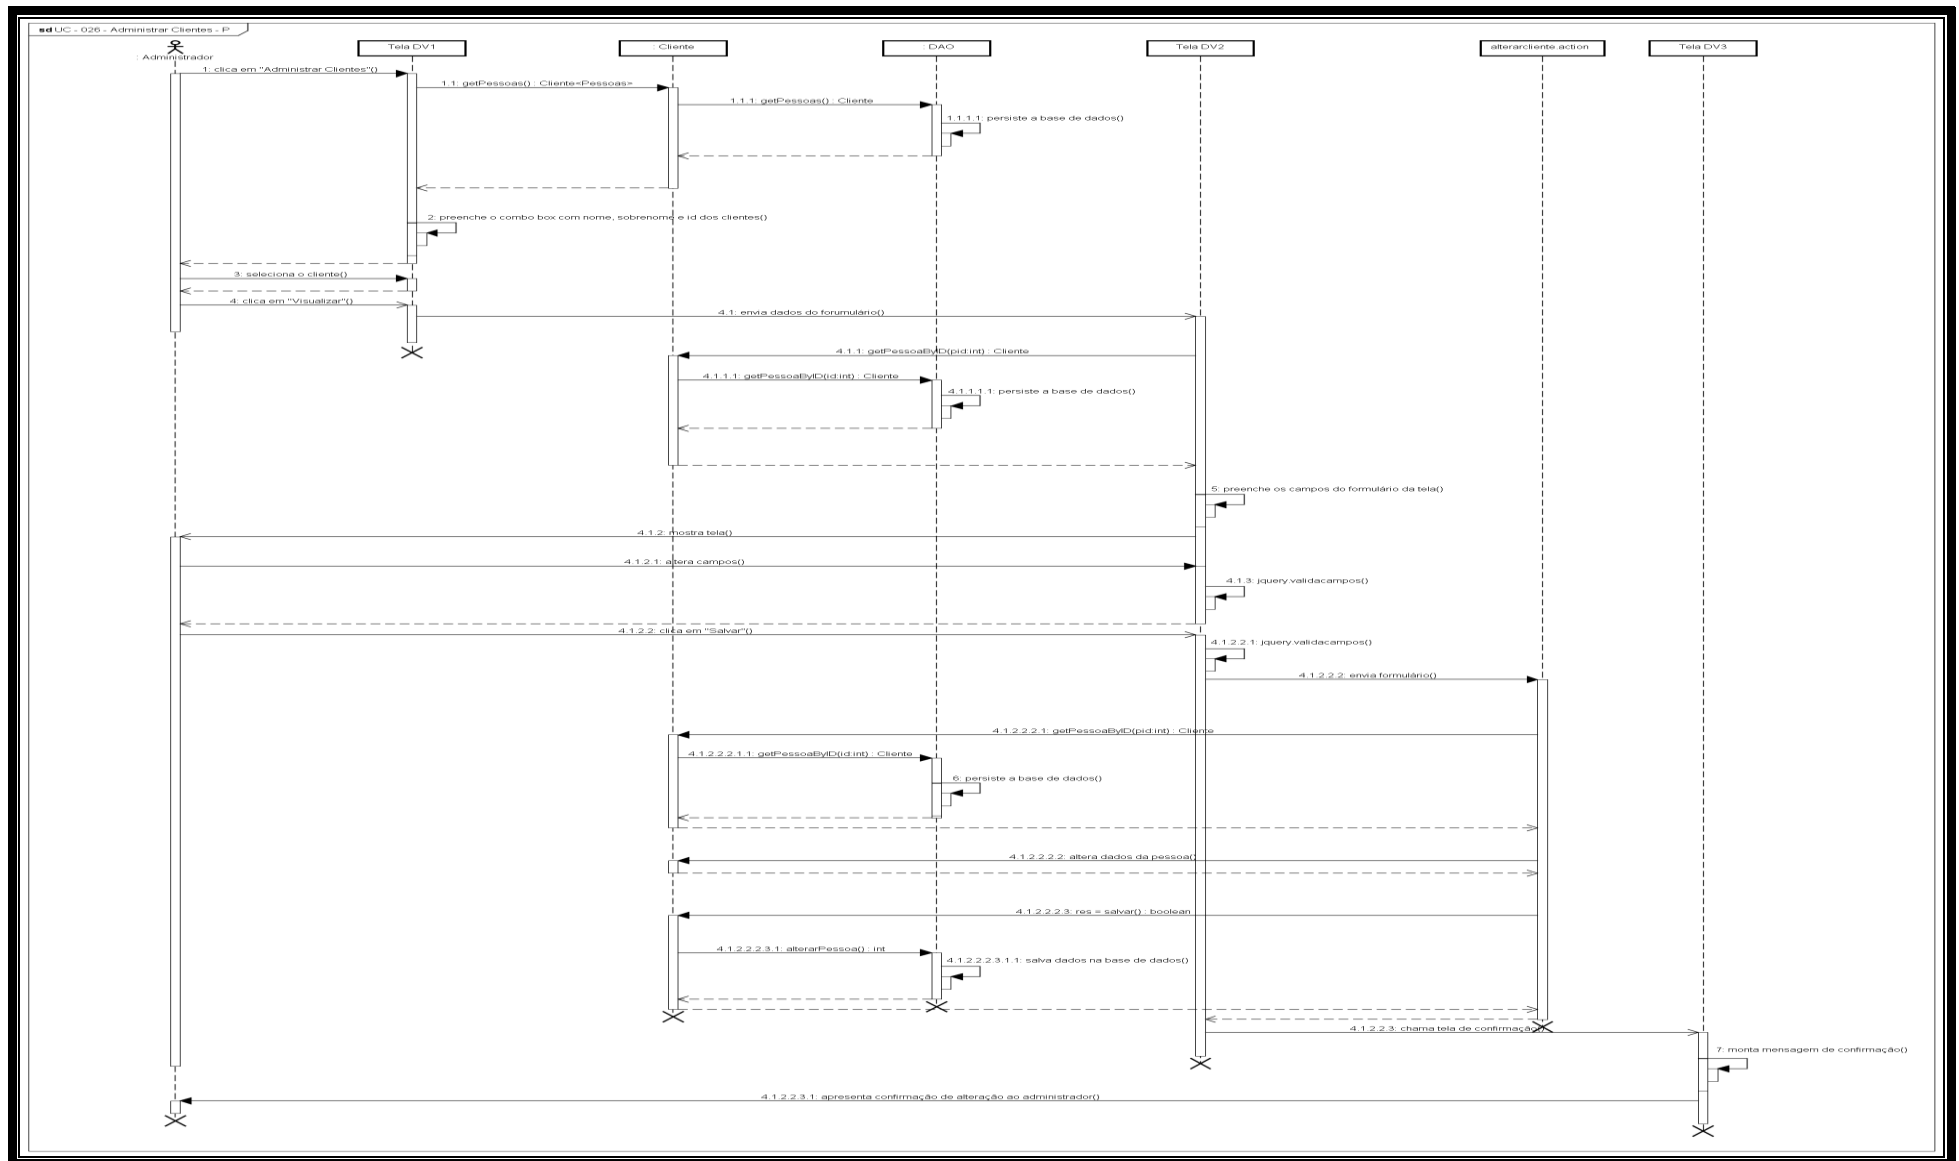 sd UC - 026 - Administrar Clientes - P
: Administrador
Tela DV1
: Cliente
: DAO
Tela DV2
alterarcliente.action
Tela DV3
1: clica em "Administrar Clientes"()
1.1: getPessoas() : Cliente<Pessoas>
1.1.1: getPessoas() : Cliente
1.1.1.1: persiste a base de dados()
2: preenche o combo box com nome, sobrenome e id dos clientes()
3: seleciona o cliente()
4: clica em "Visualizar"()
4.1: envia dados do forumulário()
4.1.1: getPessoaByID(pid:int) : Cliente
4.1.1.1: getPessoaByID(id:int) : Cliente
4.1.1.1.1: persiste a base de dados()
5: preenche os campos do formulário da tela()
4.1.2: mostra tela()
4.1.2.1: altera campos()
4.1.3: jquery.validacampos()
4.1.2.2: clica em "Salvar"()
4.1.2.2.1: jquery.validacampos()
4.1.2.2.2: envia formulário()
4.1.2.2.2.1: getPessoaByID(pid:int) : Cliente
4.1.2.2.2.1.1: getPessoaByID(id:int) : Cliente
6: persiste a base de dados()
4.1.2.2.2.2: altera dados da pessoa()
4.1.2.2.2.3: res = salvar() : boolean
4.1.2.2.2.3.1: alterarPessoa() : int
4.1.2.2.2.3.1.1: salva dados na base de dados()
4.1.2.2.3: chama tela de confirmação()
7: monta mensagem de confirmação()
4.1.2.2.3.1: apresenta confirmação de alteração ao administrador()